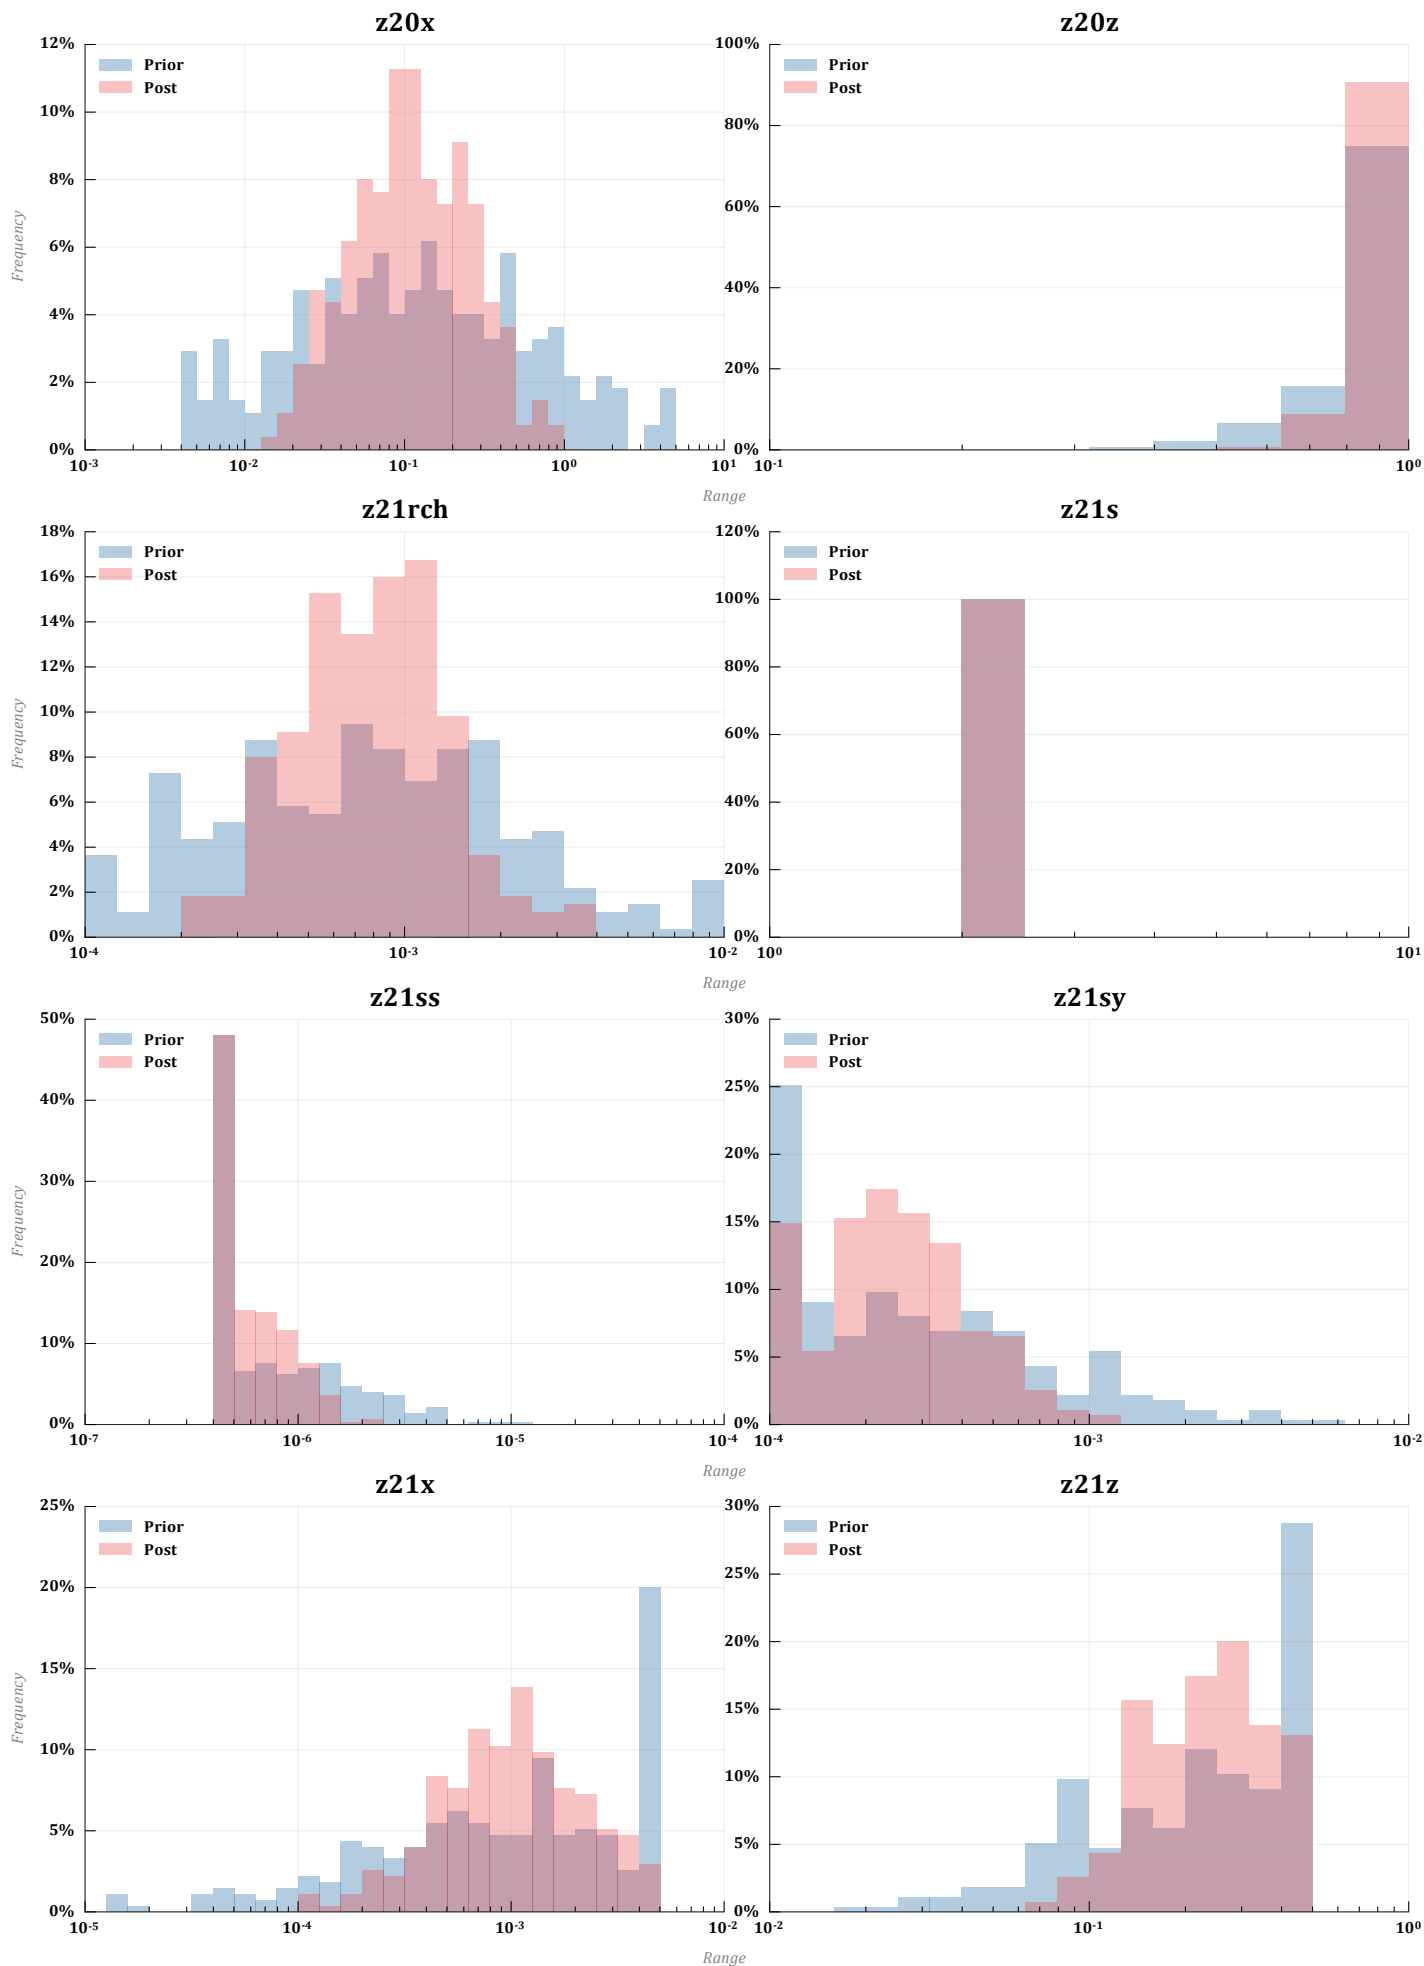 z20x
z20z
12%
10%
8%
6%
4%
2%
0%
Prior
Post
Frequency
10-3 10-2 10-1 100 101
100%
80%
60%
40%
20%
0%
Prior
Post
10-1 100
Range
z21rch
z21s
18%
16%
14%
12%
10%
8%
6%
4%
2%
0%
Prior
Post
Frequency
10-4 10-3 10-2
120%
100%
80%
60%
40%
20%
0%
Prior
Post
100 101
Range
z21ss
z21sy
50%
40%
30%
20%
10%
0%
Prior
Post
Frequency
10-7 10-6 10-5 10-4
30%
25%
20%
15%
10%
5%
0%
Prior
Post
10-4 10-3 10-2
Range
z21x
z21z
25%
20%
15%
10%
5%
0%
Prior
Post
Frequency
10-5 10-4 10-3 10-2
30%
25%
20%
15%
10%
5%
0%
Prior
Post
10-2 10-1 100
Range